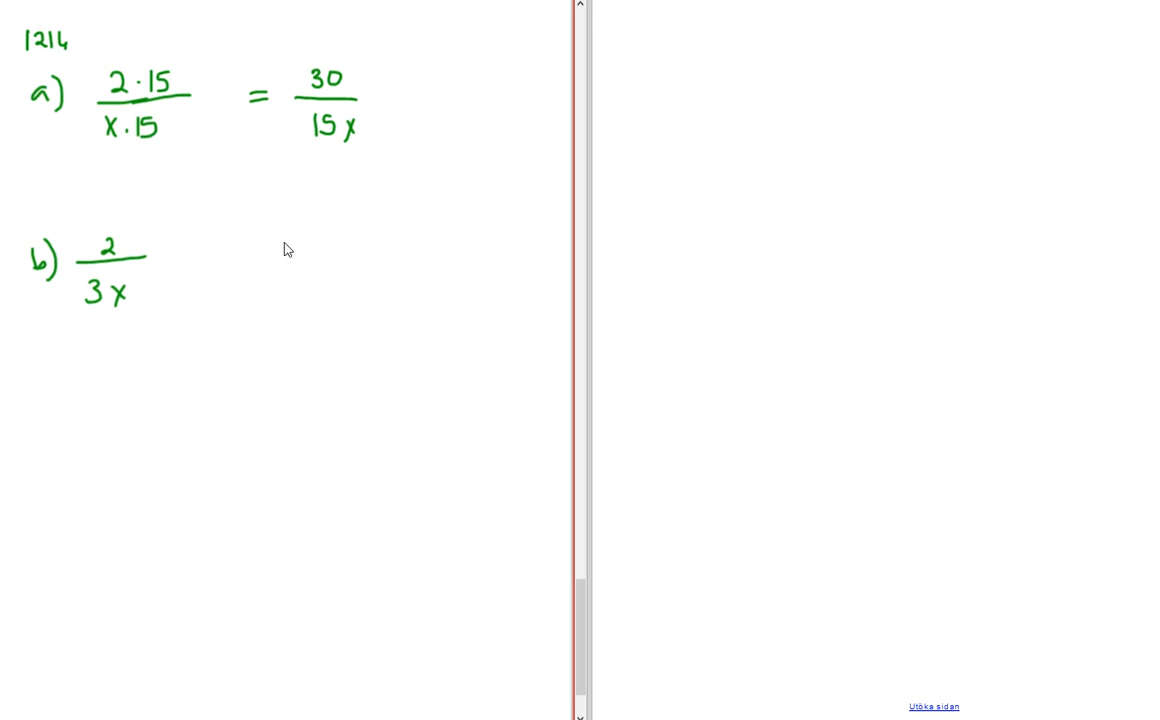 1214
a) 2·15 / x·15 = 30 / 15x
b) 2 / 3x
Utöka sidan